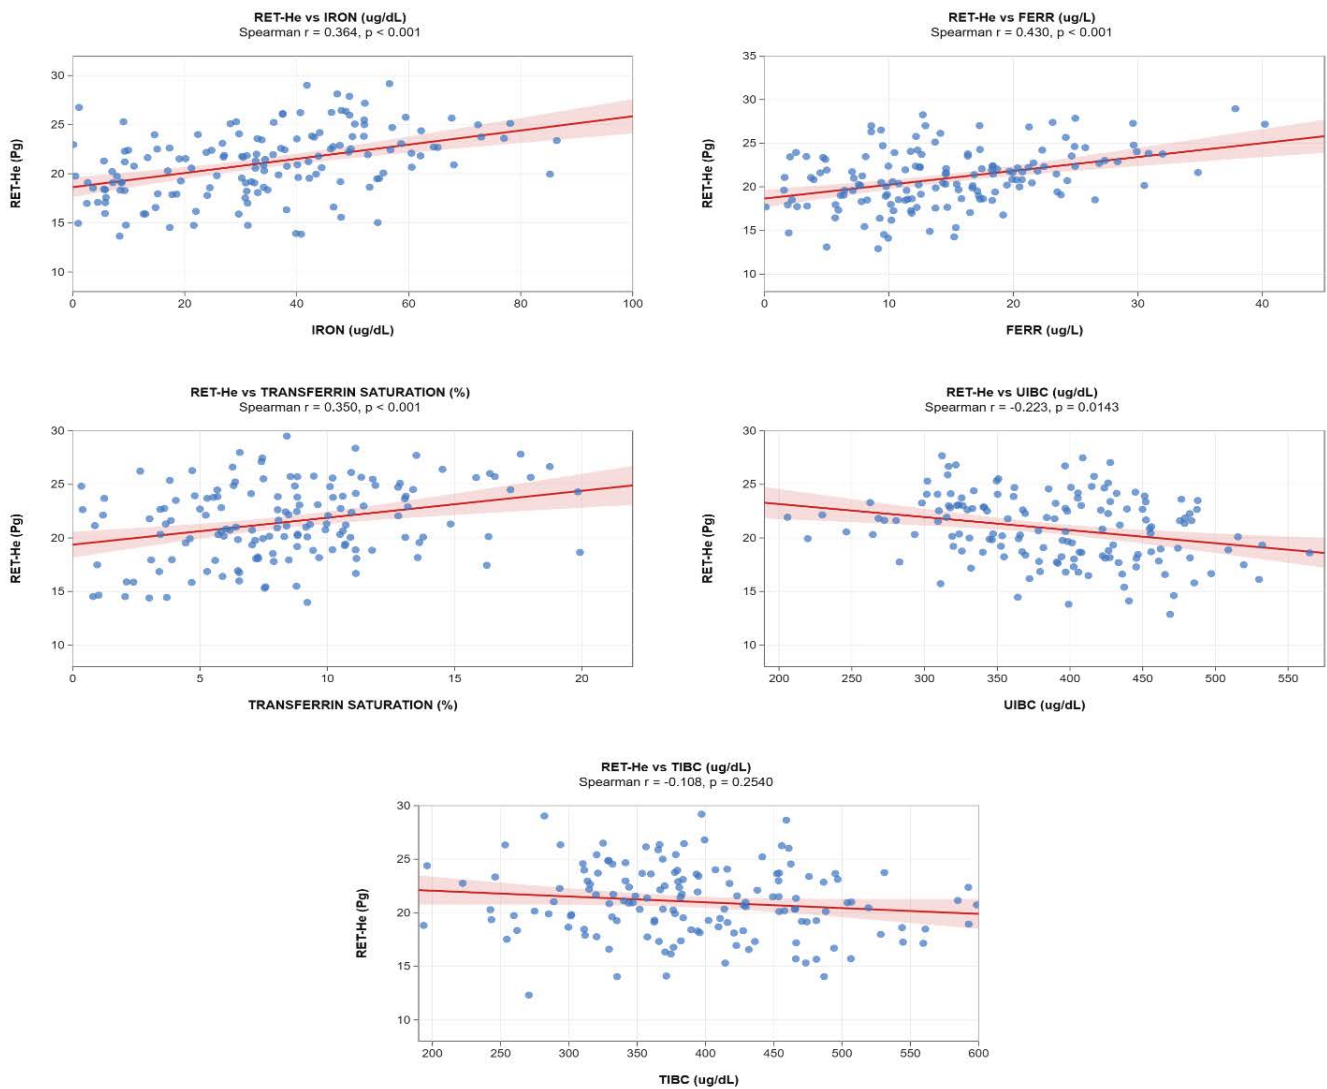 RET-He vs IRON (ug/dL)
Spearman r = 0.364, p < 0.001
RET-He (Pg)
30
25
20
15
10
0 20 40 60 80 100
IRON (ug/dL)
RET-He vs FERR (ug/L)
Spearman r = 0.430, p < 0.001
RET-He (Pg)
35
30
25
20
15
10
0 10 20 30 40
FERR (ug/L)
RET-He vs TRANSFERRIN SATURATION (%)
Spearman r = 0.350, p < 0.001
RET-He (Pg)
30
25
20
15
10
0 5 10 15 20
TRANSFERRIN SATURATION (%)
RET-He vs UIBC (ug/dL)
Spearman r = -0.223, p = 0.0143
RET-He (Pg)
30
25
20
15
10
200 250 300 350 400 450 500 550
UIBC (ug/dL)
RET-He vs TIBC (ug/dL)
Spearman r = -0.108, p = 0.2540
RET-He (Pg)
30
25
20
15
10
200 250 300 350 400 450 500 550 600
TIBC (ug/dL)